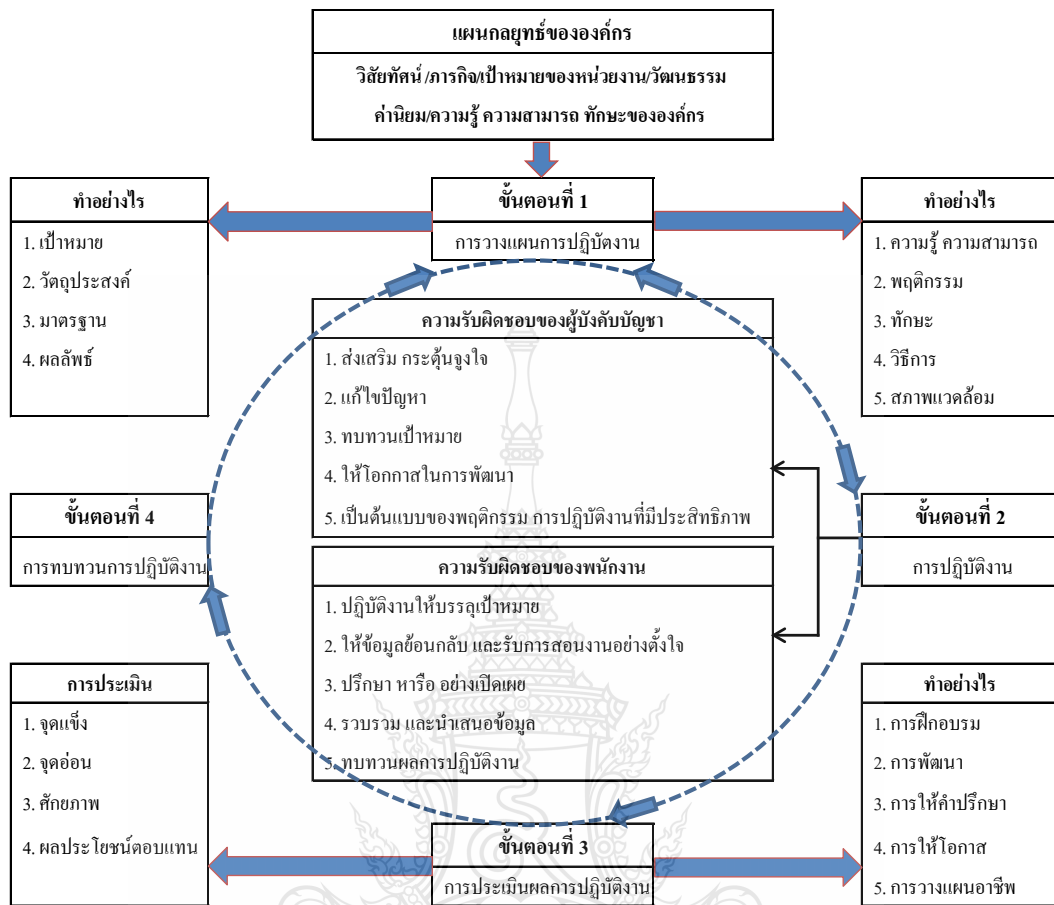 แผนกลยุทธ์ขององค์กร
วิสัยทัศน์ /ภารกิจ/เป้าหมายของหน่วยงาน/วัฒนธรรม
ค่านิยม/ความรู้ ความสามารถ ทักษะขององค์กร
ทำอย่างไร
1. เป้าหมาย
2. วัตถุประสงค์
3. มาตรฐาน
4. ผลลัพธ์
ขั้นตอนที่ 1
การวางแผนการปฏิบัตงาน
ทำอย่างไร
1. ความรู้ ความสามารถ
2. พฤติกรรม
3. ทักษะ
4. วิธีการ
5. สภาพแวดล้อม
ความรับผิดชอบของผู้บังคับบัญชา
1. ส่งเสริม กระตุ้นจูงใจ
2. แก้ไขปัญหา
3. ทบทวนเป้าหมาย
4. ให้โอกกาสในการพัฒนา
5. เป็นต้นแบบของพฤติกรรม การปฏิบัติงานที่มีประสิทธิภาพ
ขั้นตอนที่ 4
การทบทวนการปฏิบัติงาน
ขั้นตอนที่ 2
การปฏิบัติงาน
ความรับผิดชอบของพนักงาน
1. ปฏิบัติงานให้บรรลุเป้าหมาย
2. ให้ข้อมูลย้อนกลับ และรับการสอนงานอย่างตั้งใจ
3. ปรึกษา หารือ อย่างเปิดเผย
4. รวบรวม และนำเสนอข้อมูล
5. ทบทวนผลการปฏิบัติงาน
การประเมิน
1. จุดแข็ง
2. จุดอ่อน
3. ศักยภาพ
4. ผลประโยชน์ตอบแทน
ขั้นตอนที่ 3
การประเมินผลการปฏิบัติงาน
ทำอย่างไร
1. การฝึกอบรม
2. การพัฒนา
3. การให้คำปรึกษา
4. การให้โอกาส
5. การวางแผนอาชีพ